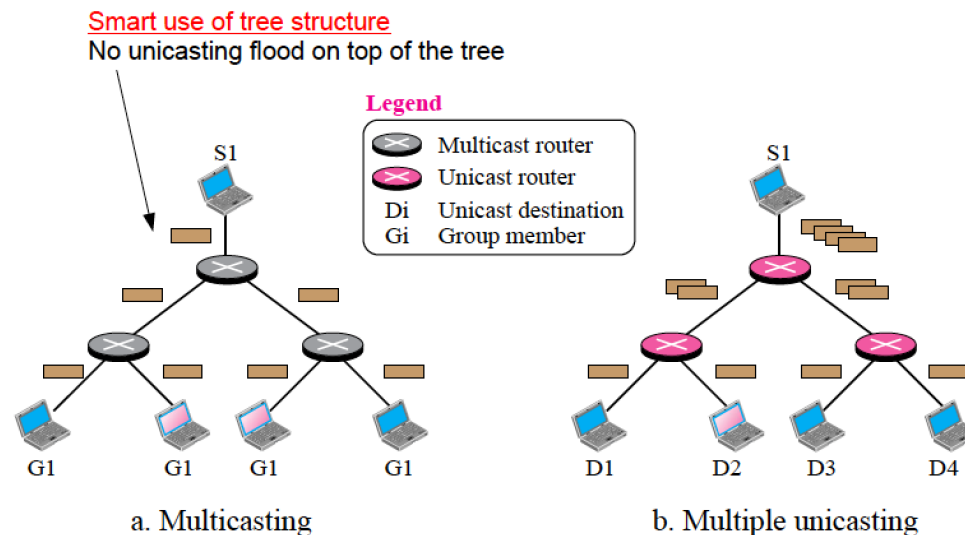 Smart use of tree structure
No unicasting flood on top of the tree
Legend
Multicast router
Unicast router
Di Unicast destination
Gi Group member
S1
G1 G1 G1 G1
a. Multicasting
S1
D1 D2 D3 D4
b. Multiple unicasting